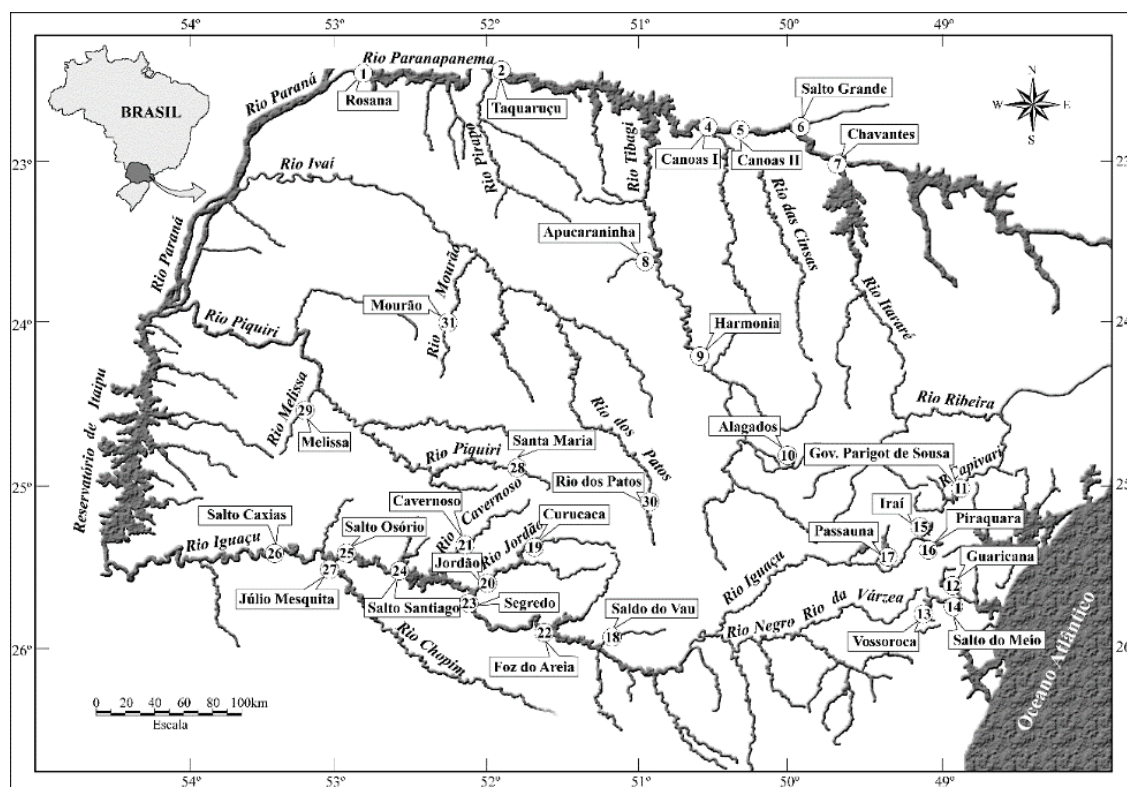 54º
53º
52º
51º
50º
49º
BRASIL
Rio Paranapanema
1
Rosana
2
Taquaruçu
Salto Grande
N
W
E
S
Rio Paraná
4
Canoas I
5
Canoas II
6
Chavantes
7
23º
23º
Rio Ivaí
Rio Pirapó
Rio Tibagi
Rio das Cinsas
Rio Paraná
Apucaraninha
8
Rio Mourão
Mourão
31
Rio Itararé
24º
24º
Rio Piquiri
Harmonia
9
Reservatório de Itaipu
Rio Melissa
29
Melissa
Rio dos Patos
Rio Ribeira
Alagados
10
Rio Piquiri
Santa Maria
28
Gov. Parigot de Sousa
R. Capivari
11
25º
25º
Rio dos Patos
30
Salto Caxias
Salto Osório
Cavernoso
Rio Cavernoso
Curucaca
Iraí
15
Piraquara
16
Passauna
17
Rio Iguaçu
26
25
27
24
21
Rio Jordão
19
Jordão
20
Júlio Mesquita
Salto Santiago
23
Segredo
Rio Iguaçu
Guaricana
12
Rio da Várzea
Rio Negro
13
14
Vossoroca
Salto do Meio
Saldo do Vau
18
22
Foz do Areia
Rio Chopim
26º
26
Oceano Atlântico
0 20 40 60 80 100km
Escala
54º
53º
52º
51º
50º
49º